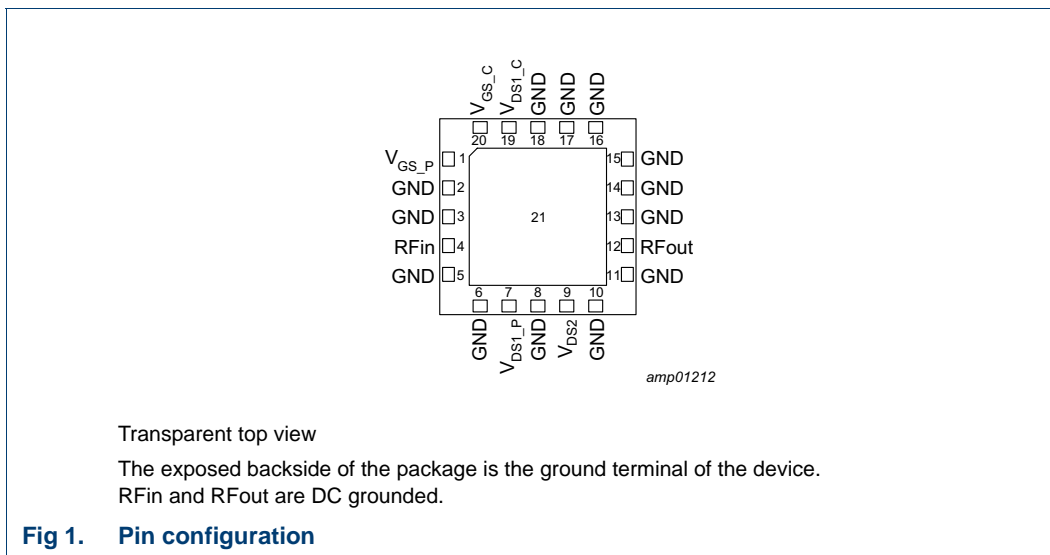 V_GS_C V_DS1_C GND GND GND
20 19 18 17 16
V_GS_P 1 15 GND
GND 2 14 GND
GND 3 21 13 GND
RFin 4 12 RFout
GND 5 11 GND
6 7 8 9 10
GND V_DS1_P GND V_DS2 GND
amp01212
Transparent top view
The exposed backside of the package is the ground terminal of the device.
RFin and RFout are DC grounded.
Fig 1. Pin configuration